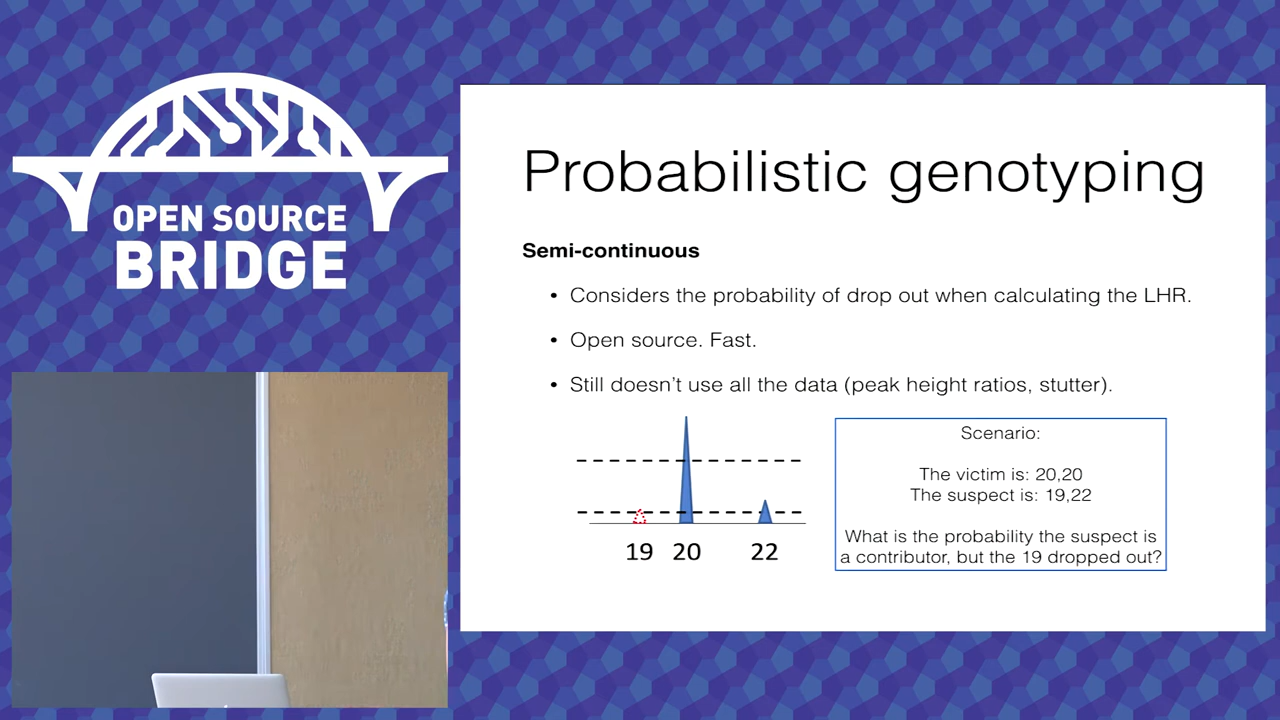 OPEN SOURCE
BRIDGE
Probabilistic genotyping
Semi-continuous
• Considers the probability of drop out when calculating the LHR.
• Open source. Fast.
• Still doesn’t use all the data (peak height ratios, stutter).
19 20 22
Scenario:
The victim is: 20,20
The suspect is: 19,22
What is the probability the suspect is
a contributor, but the 19 dropped out?